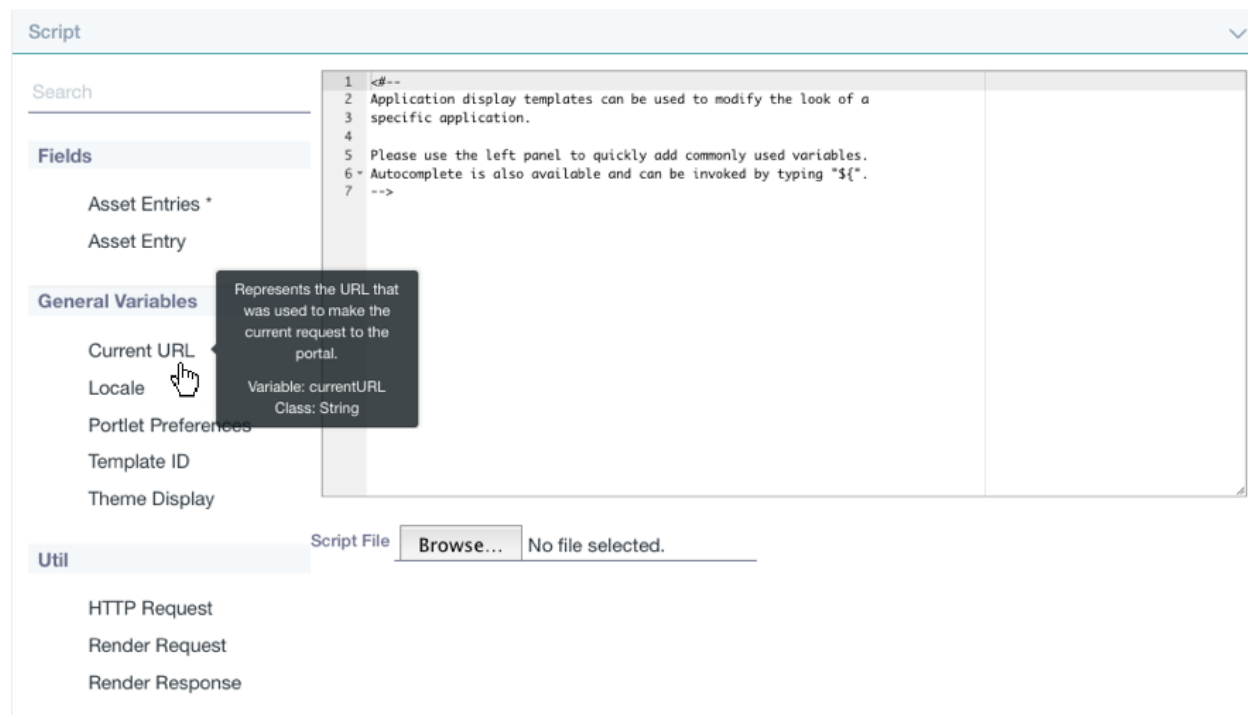 Script
Search
Fields
Asset Entries *
Asset Entry
General Variables
Current URL
Locale
Portlet Preferences
Template ID
Theme Display
Util
HTTP Request
Render Request
Render Response
Represents the URL that
was used to make the
current request to the
portal.
Variable: currentURL
Class: String
1 <#--
2 Application display templates can be used to modify the look of a
3 specific application.
4
5 Please use the left panel to quickly add commonly used variables.
6 Autocomplete is also available and can be invoked by typing "${".
7 -->
Script File Browse... No file selected.